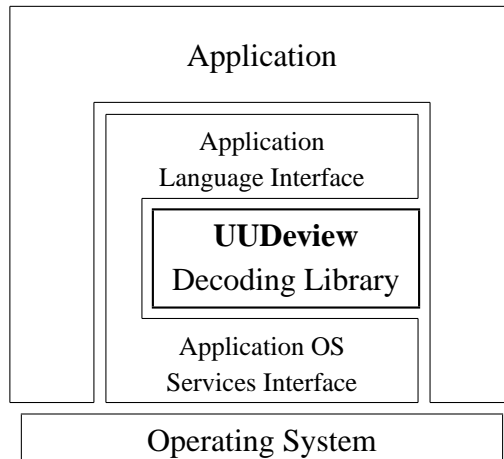 Application
Application
Language Interface
UUDeview
Decoding Library
Application OS
Services Interface
Operating System